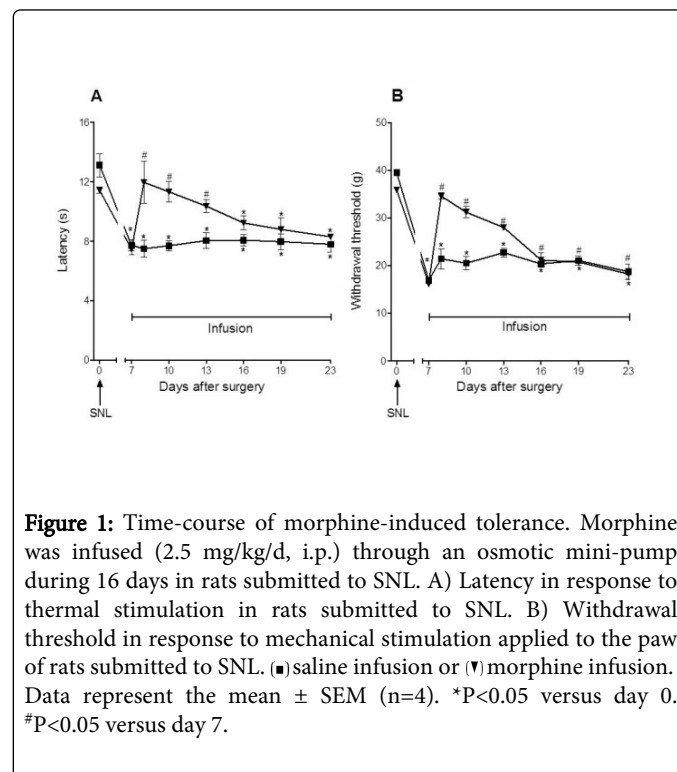 A
B
16
12
8
4
0
Latency (s)
# # #
* * * * * *
* * * * * *
Infusion
0 7 10 13 16 19 23
Days after surgery
SNL
50
40
30
20
10
0
Withdrawal threshold (g)
# # # # # #
* * * * * * *
Infusion
0 7 8 10 13 16 19 23
Days after surgery
SNL
Figure 1: Time-course of morphine-induced tolerance. Morphine
was infused (2.5 mg/kg/d, i.p.) through an osmotic mini-pump
during 16 days in rats submitted to SNL. A) Latency in response to
thermal stimulation in rats submitted to SNL. B) Withdrawal
threshold in response to mechanical stimulation applied to the paw
of rats submitted to SNL. (■) saline infusion or (▼) morphine infusion.
Data represent the mean ± SEM (n=4). *P<0.05 versus day 0.
#P<0.05 versus day 7.